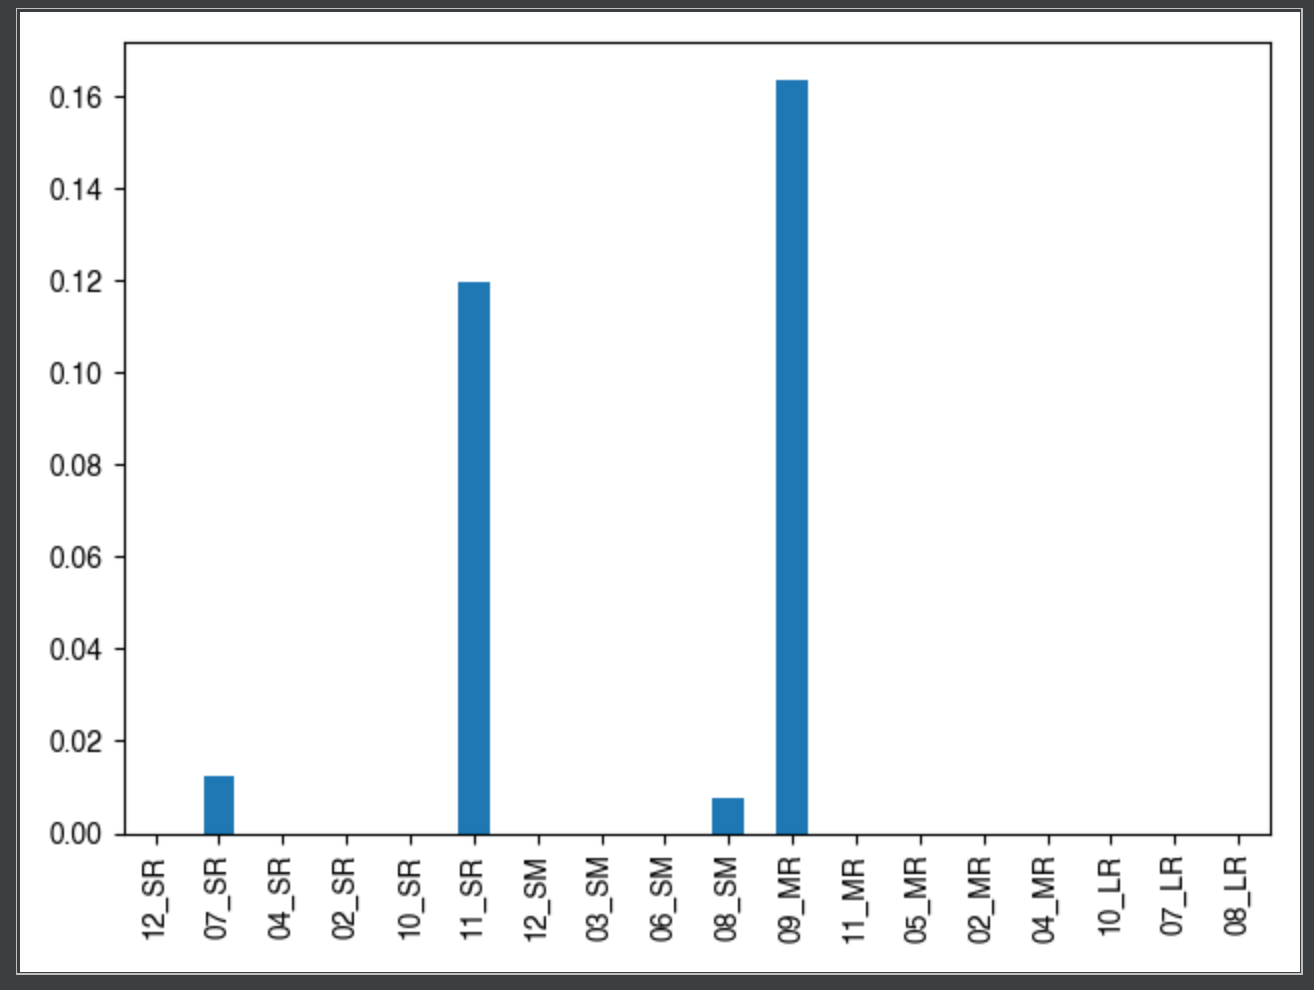 0.16
0.14
0.12
0.10
0.08
0.06
0.04
0.02
0.00
12_SR
07_SR
04_SR
02_SR
10_SR
11_SR
12_SM
03_SM
06_SM
08_SM
09_MR
11_MR
05_MR
02_MR
04_MR
10_LR
07_LR
08_LR